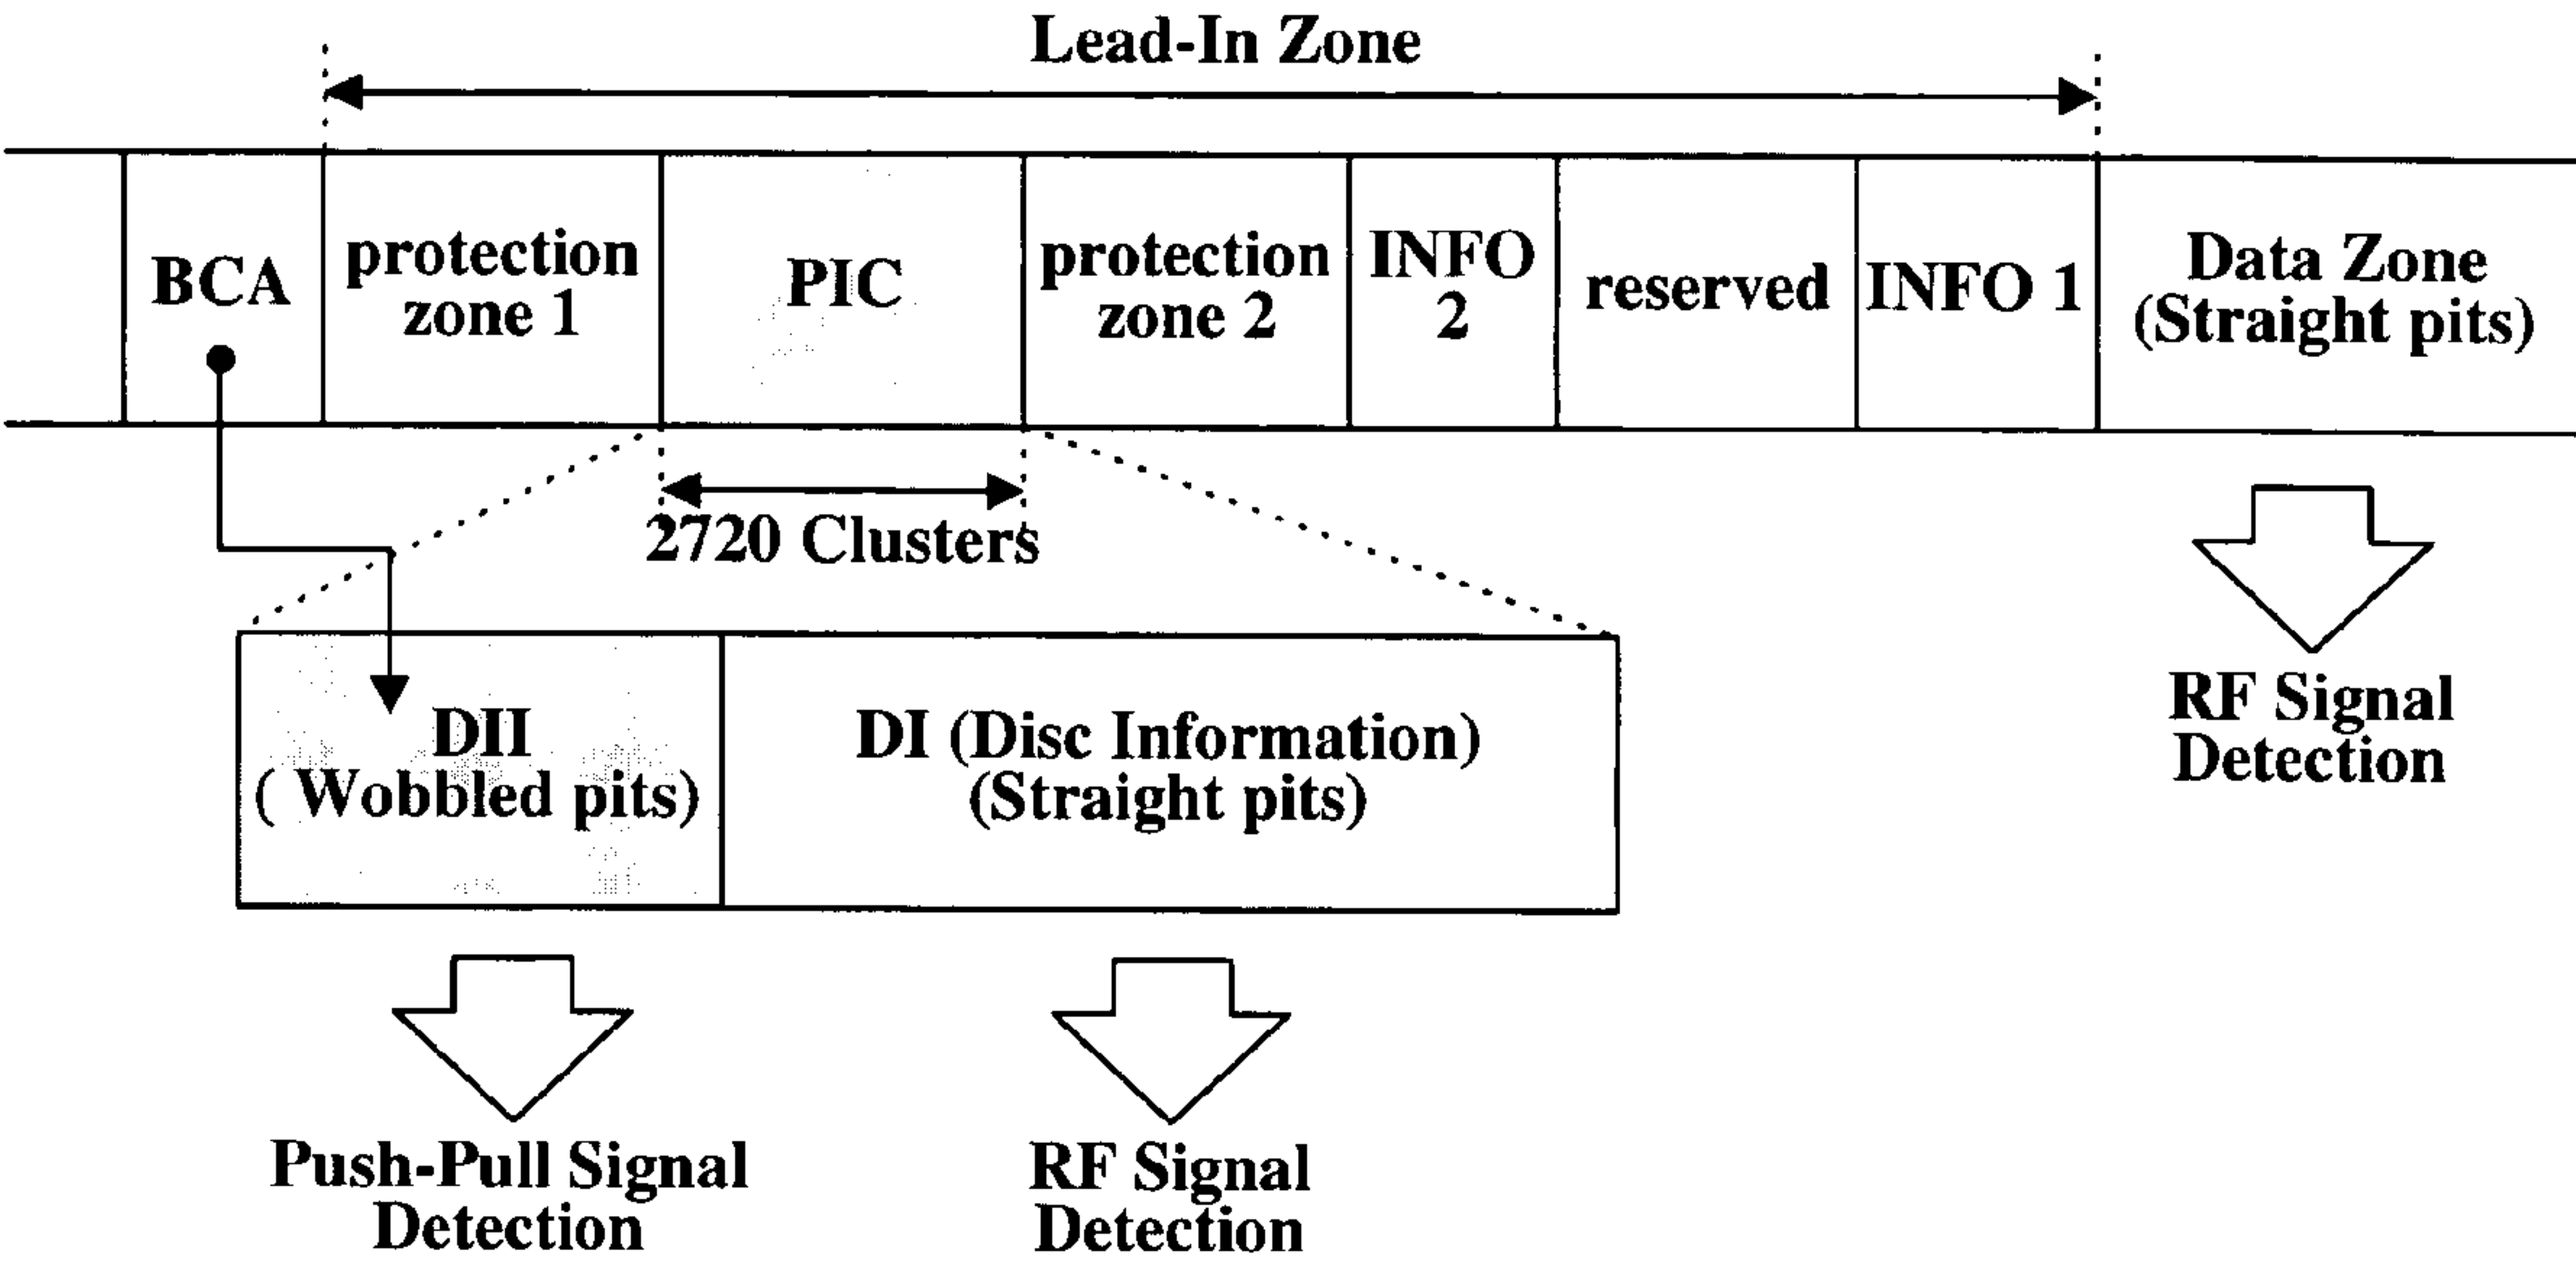 Lead-In Zone
BCA
protection
zone 1
PIC
protection
zone 2
INFO
2
reserved
INFO 1
Data Zone
(Straight pits)
2720 Clusters
DII
( Wobbled pits)
DI (Disc Information)
(Straight pits)
RF Signal
Detection
Push-Pull Signal
Detection
RF Signal
Detection